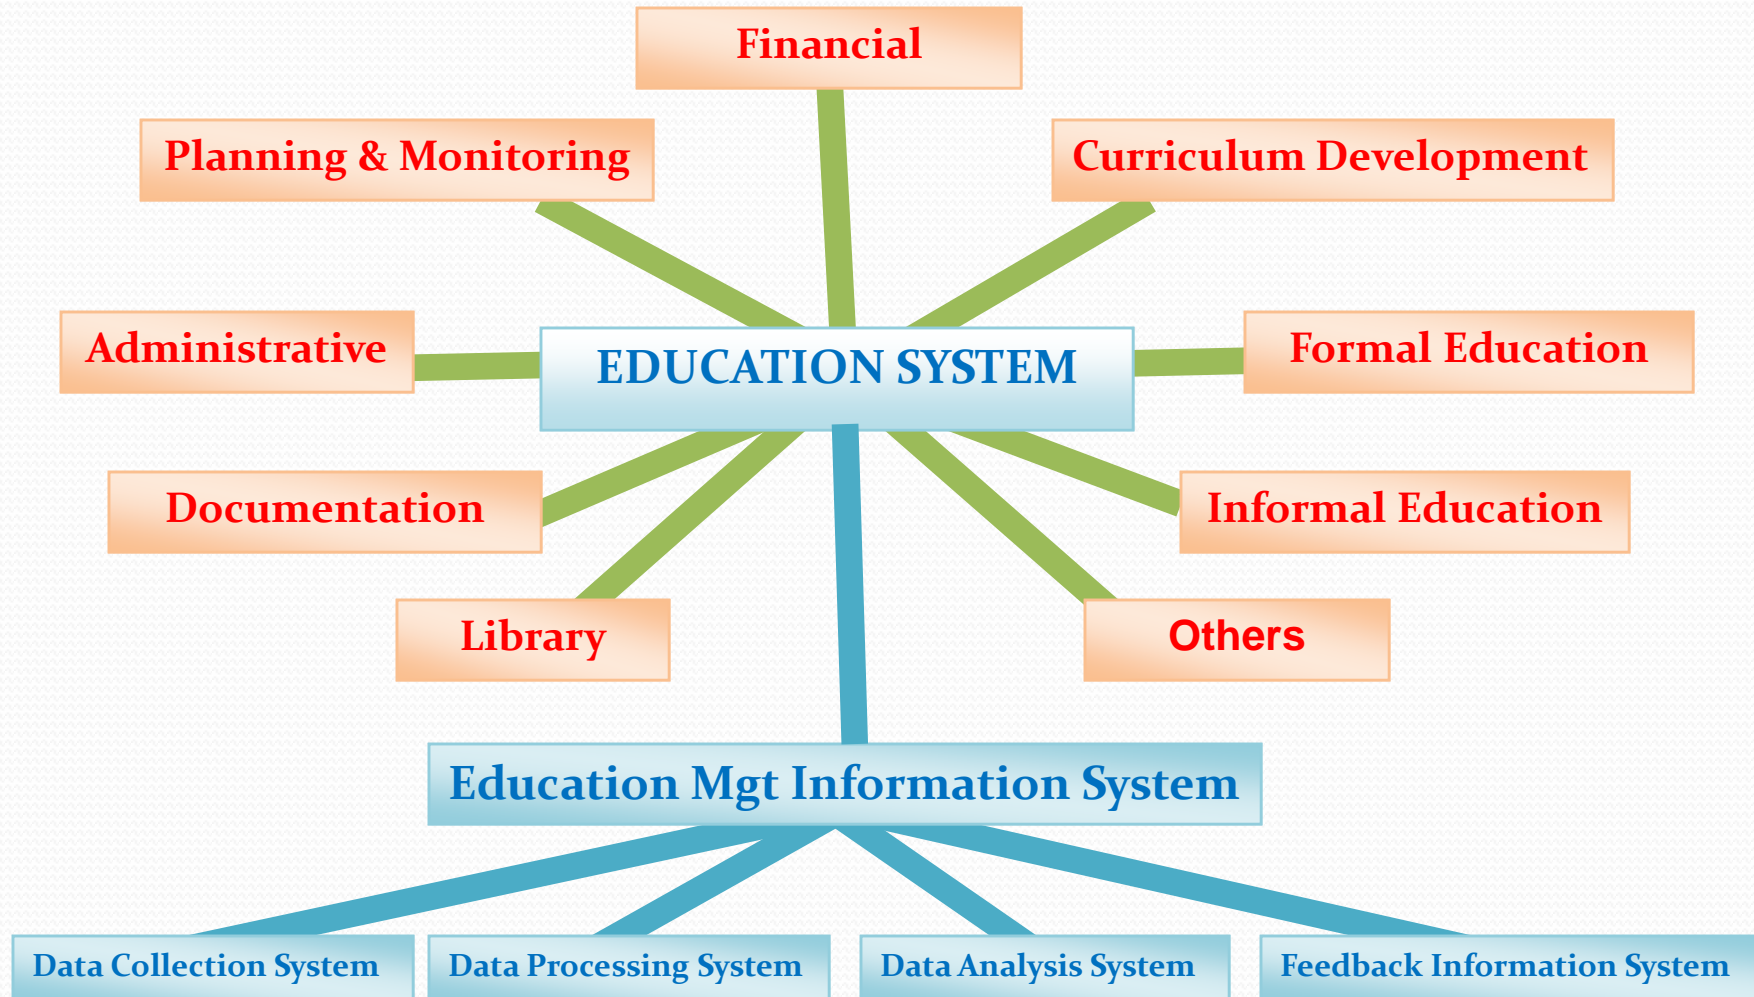 Financial
Planning & Monitoring
Curriculum Development
Administrative
EDUCATION SYSTEM
Formal Education
Documentation
Informal Education
Library
Others
Education Mgt Information System
Data Collection System
Data Processing System
Data Analysis System
Feedback Information System